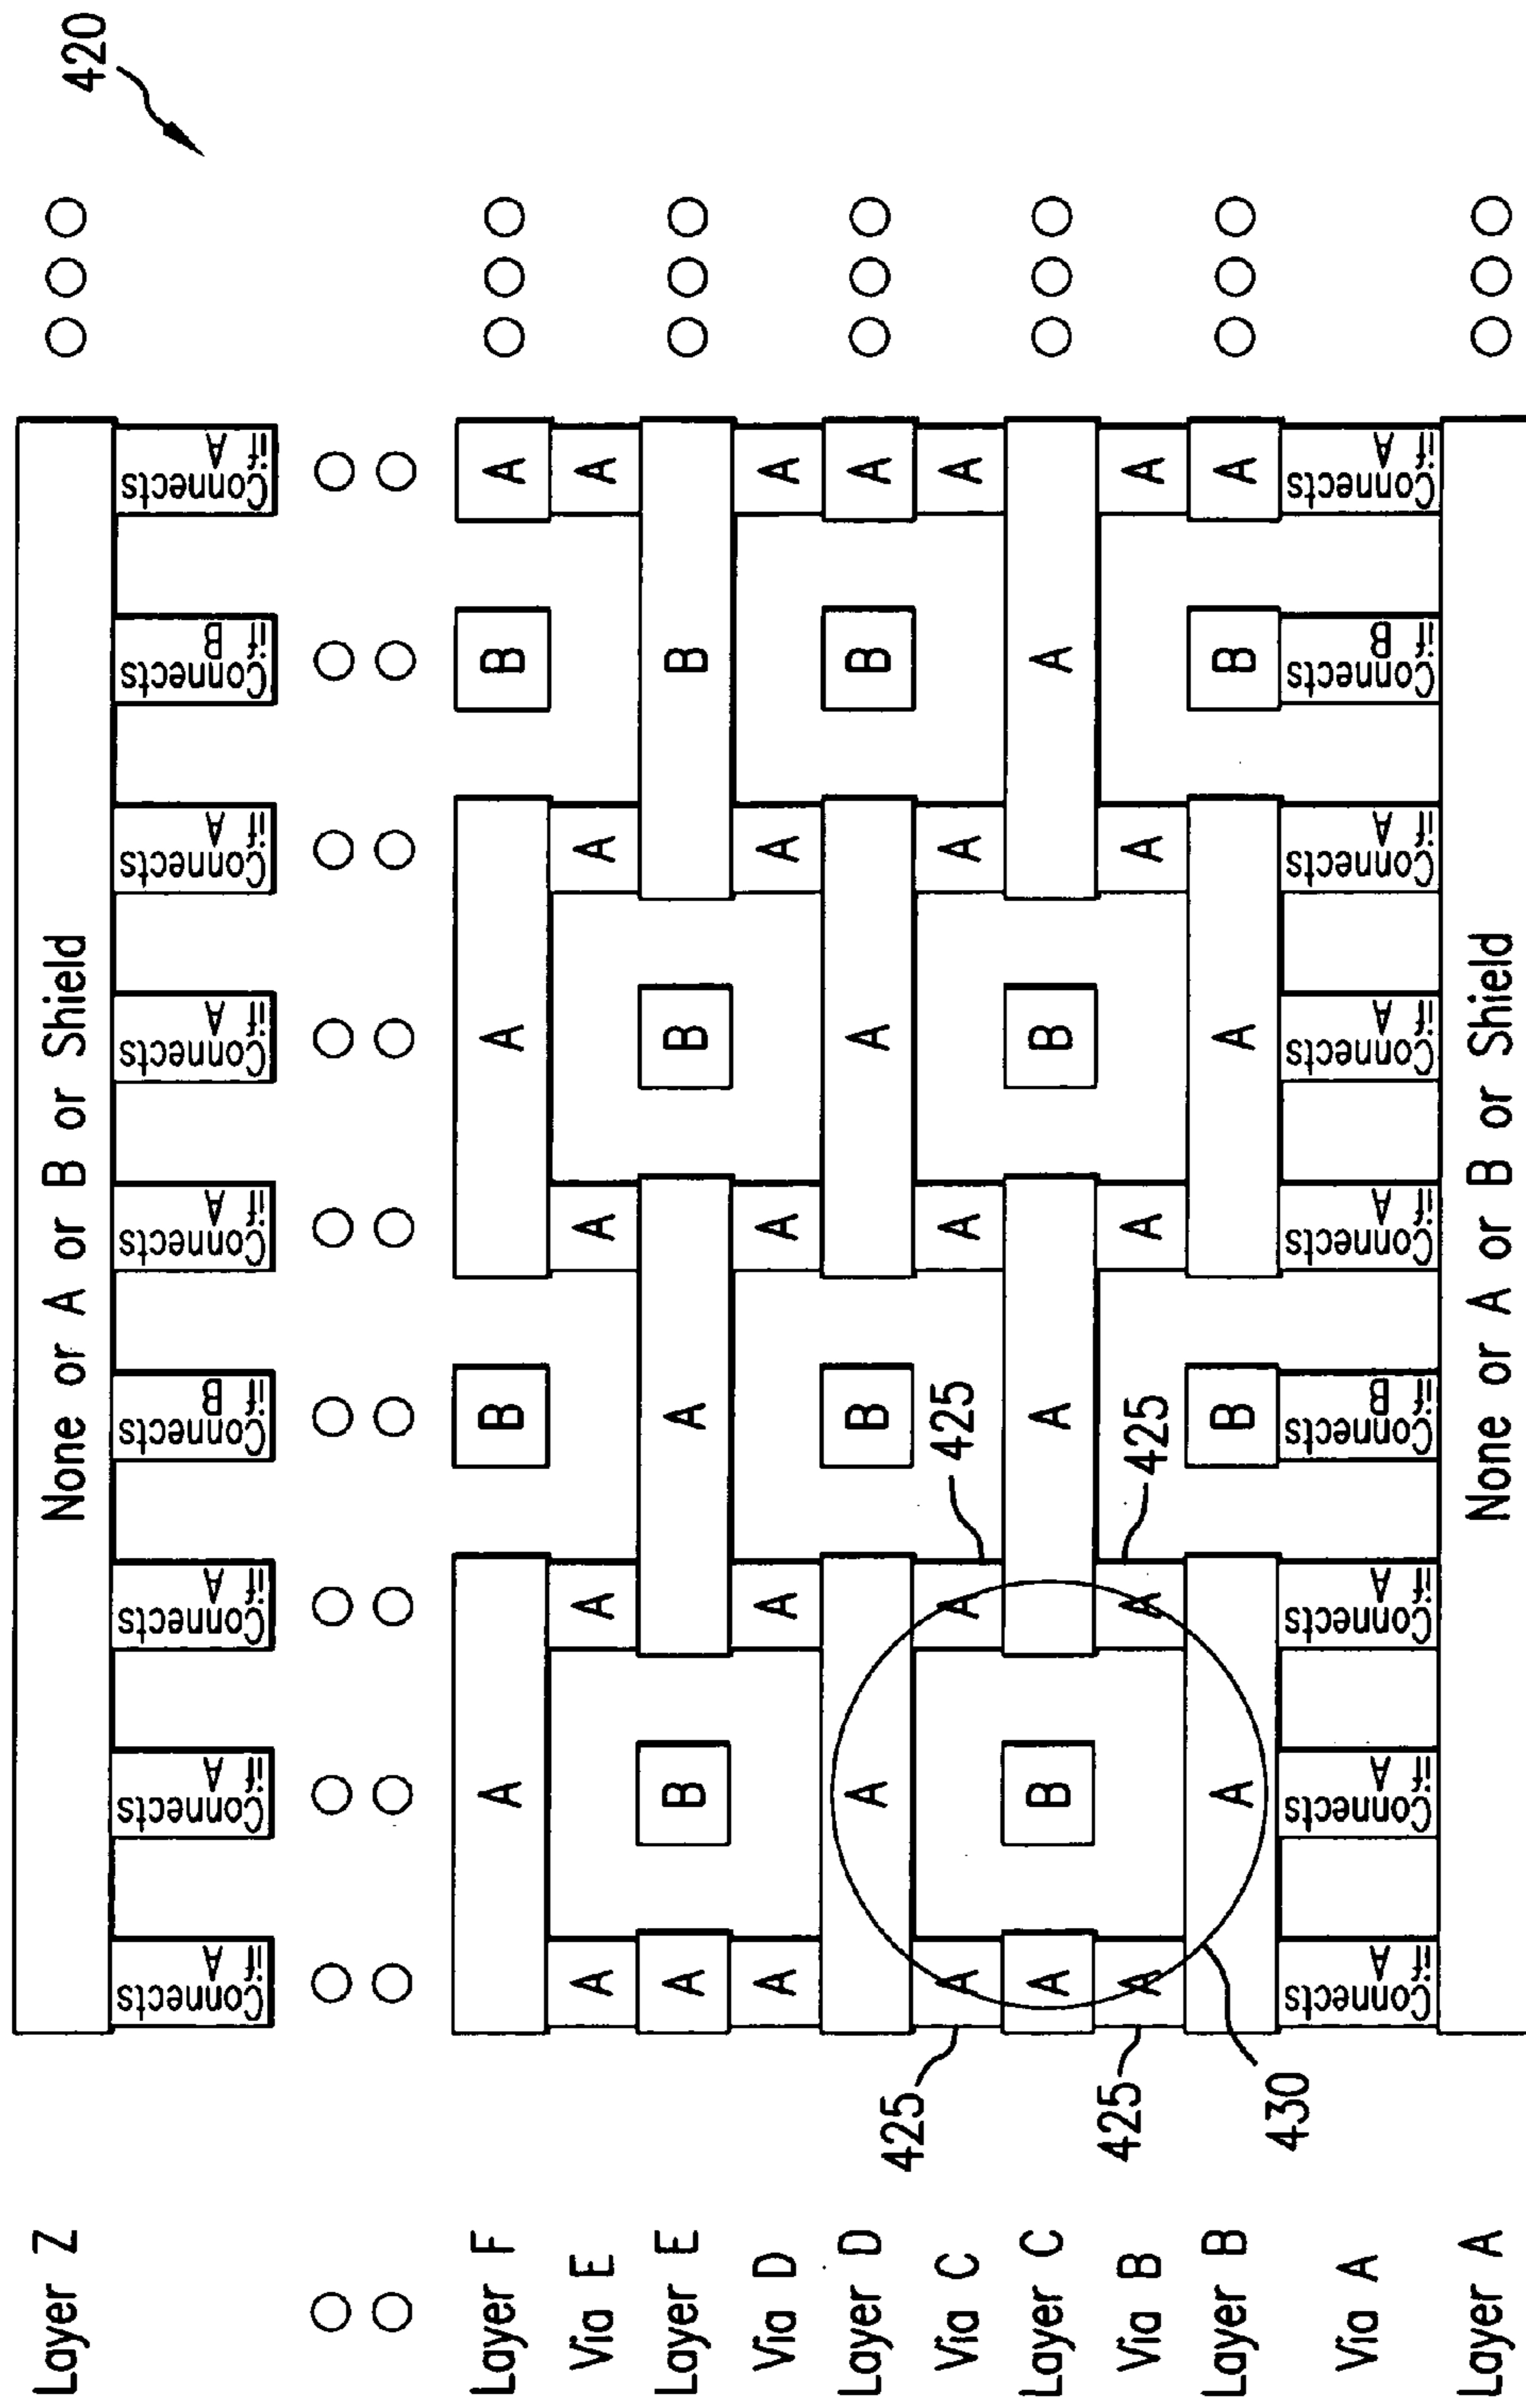 420
Layer Z None or A or B or Shield
Connects if A
Connects if A
Connects if A
Connects if B
Connects if A
Connects if A
Connects if A
Connects if B
Connects if A
Layer F A B A B A
Via E A A A A A
Layer E A B A B B
Via D A A A A A
Layer D A B A B A
Via C 425 A A 425 A A A
Layer C A B A B A
Via B 425 A A 425 A A A
Layer B A B A B A
430
Via A
Connects if A
Connects if A
Connects if A
Connects if B
Connects if A
Connects if A
Connects if A
Connects if B
Connects if A
Layer A None or A or B or Shield